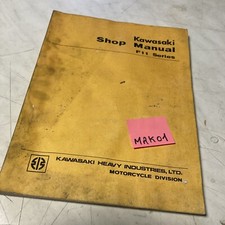 Kawasaki
Shop Manual
F11 Series
MAK01
KAWASAKI HEAVY INDUSTRIES, LTD.
MOTORCYCLE DIVISION